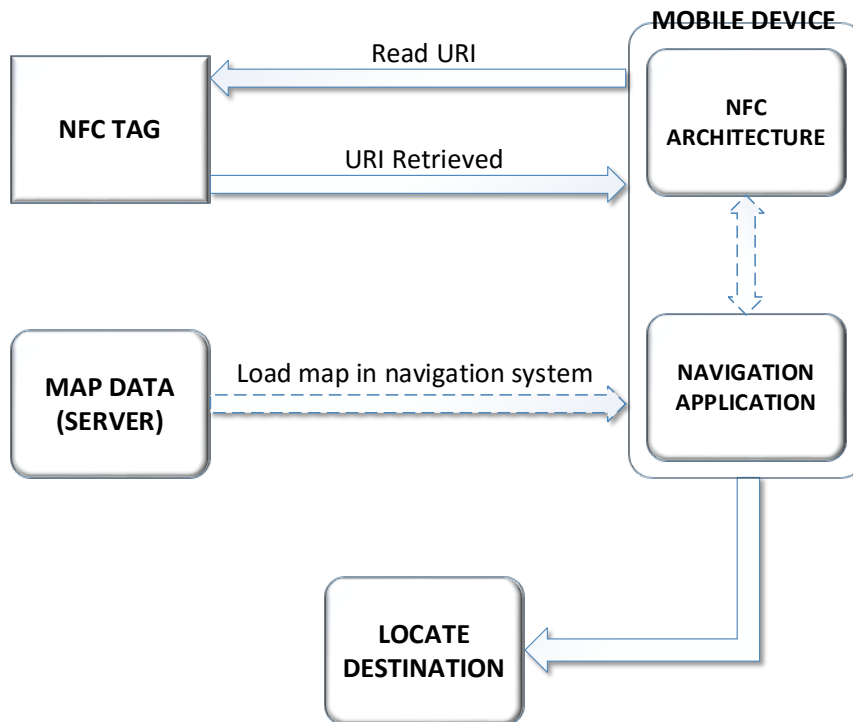 MOBILE DEVICE
Read URI
NFC
ARCHITECTURE
NFC TAG
URI Retrieved
MAP DATA
(SERVER)
Load map in navigation system
NAVIGATION
APPLICATION
LOCATE
DESTINATION